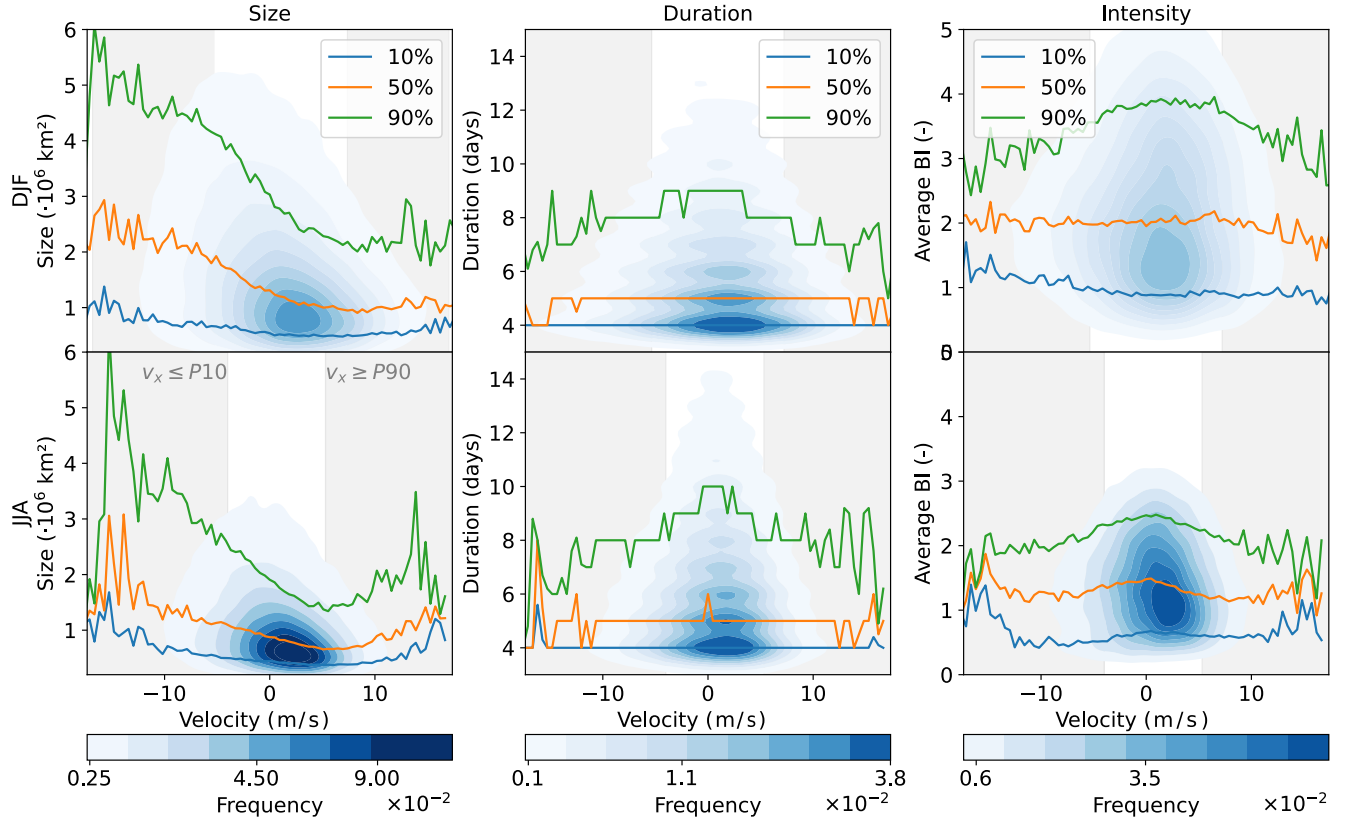 Size
Duration
Intensity
DJF
Size (·10⁶ km²)
6
5
4
3
2
1
10%
50%
90%
Duration (days)
14
12
10
8
6
4
10%
50%
90%
Average BI (-)
5
4
3
2
1
0
10%
50%
90%
JJA
Size (·10⁶ km²)
6
5
4
3
2
1
vₓ ≤ P10
vₓ ≥ P90
−10 0 10
Velocity (m/s)
Duration (days)
14
12
10
8
6
4
−10 0 10
Velocity (m/s)
Average BI (-)
5
4
3
2
1
0
−10 0 10
Velocity (m/s)
0.25 4.50 9.00
Frequency ×10⁻²
0.1 1.1 3.8
Frequency ×10⁻²
0.6 3.5
Frequency ×10⁻²